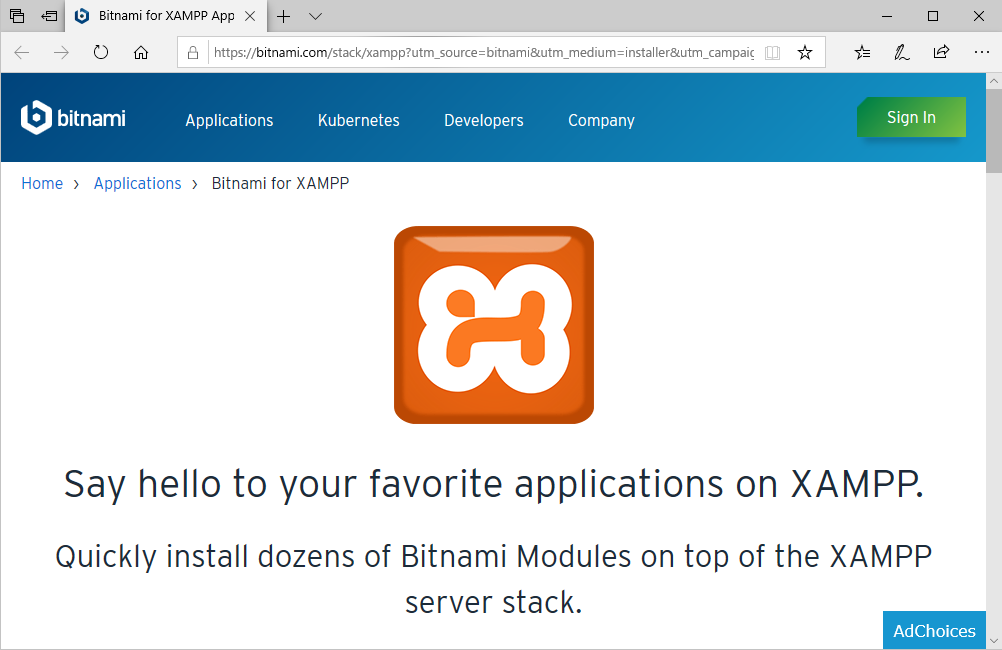 Bitnami for XAMPP App
https://bitnami.com/stack/xampp?utm_source=bitnami&utm_medium=installer&utm_campaig
bitnami
Applications
Kubernetes
Developers
Company
Sign In
Home › Applications › Bitnami for XAMPP
Say hello to your favorite applications on XAMPP.
Quickly install dozens of Bitnami Modules on top of the XAMPP
server stack.
AdChoices